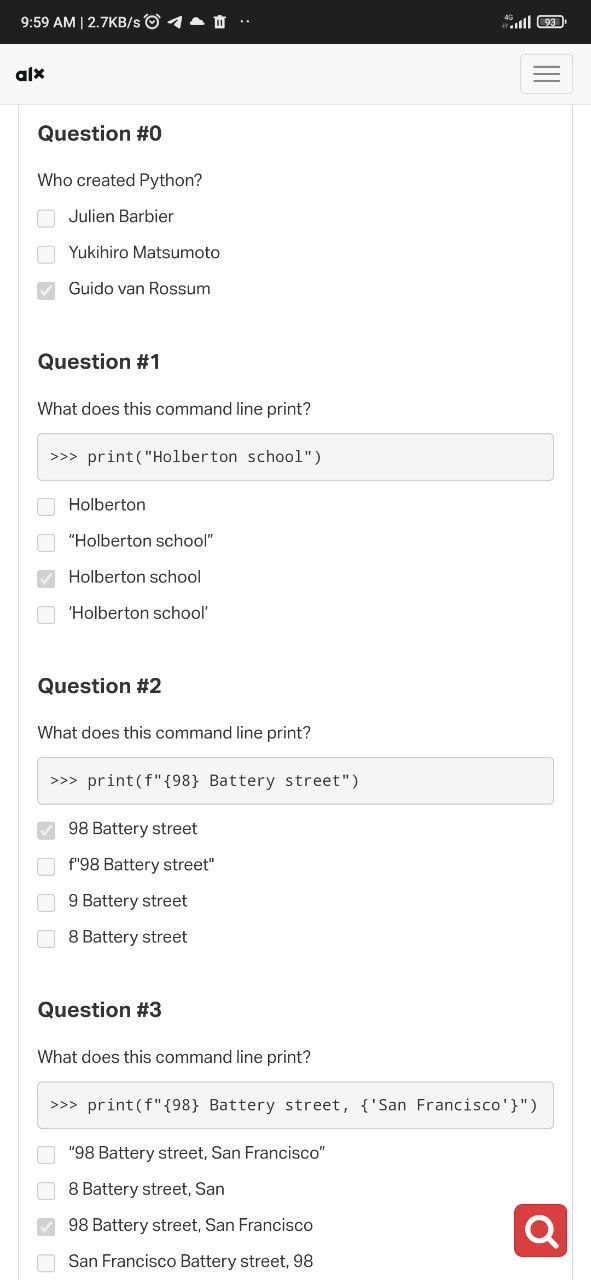 9:59 AM | 2.7KB/s
4G
93
alx
Question #0
Who created Python?
Julien Barbier
Yukihiro Matsumoto
Guido van Rossum
Question #1
What does this command line print?
>>> print("Holberton school")
Holberton
“Holberton school”
Holberton school
‘Holberton school’
Question #2
What does this command line print?
>>> print(f"{98} Battery street")
98 Battery street
f"98 Battery street"
9 Battery street
8 Battery street
Question #3
What does this command line print?
>>> print(f"{98} Battery street, {'San Francisco'}")
“98 Battery street, San Francisco”
8 Battery street, San
98 Battery street, San Francisco
San Francisco Battery street, 98